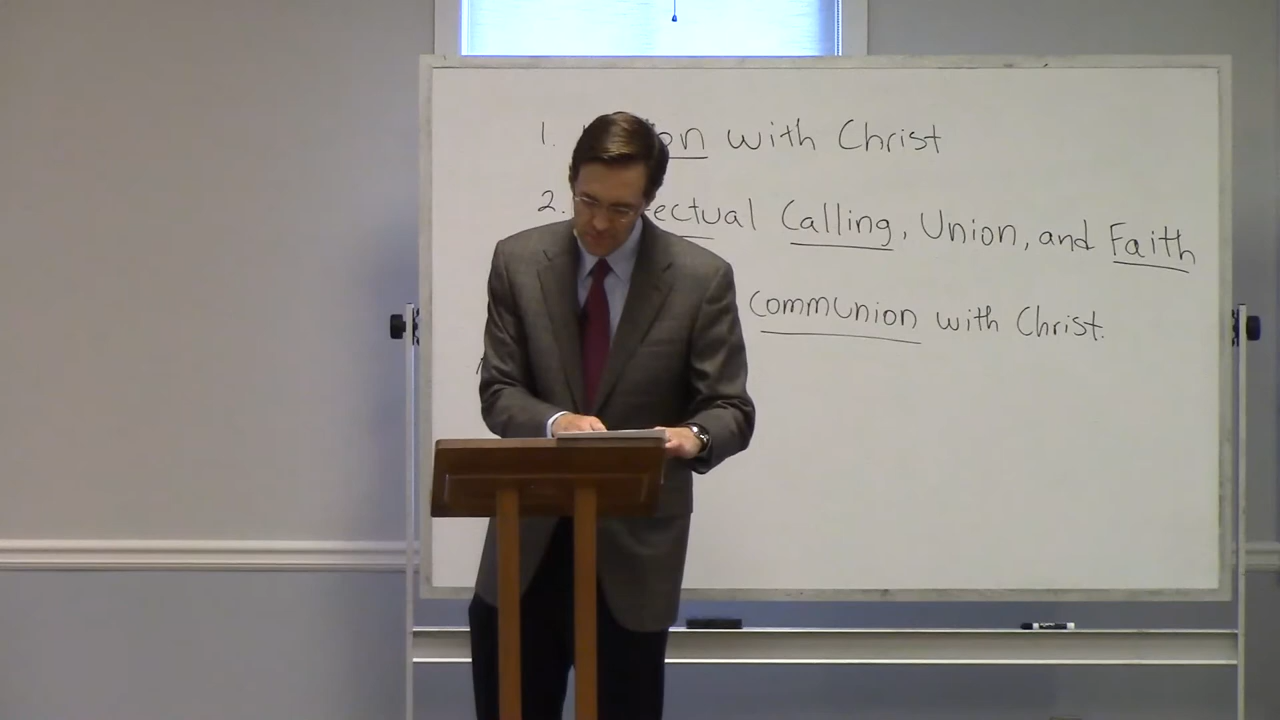 1. on with Christ
2. ectual Calling, Union, and Faith
communion with Christ.